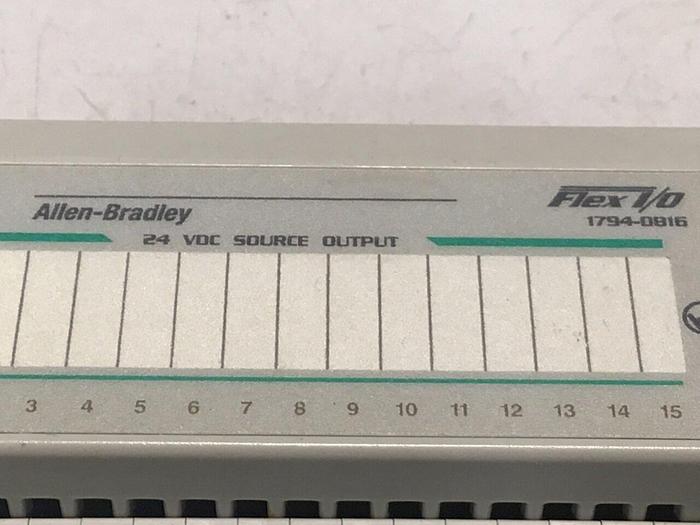 Allen-Bradley
Flex I/O
1794-OB16
24 VDC SOURCE OUTPUT
3 4 5 6 7 8 9 10 11 12 13 14 15